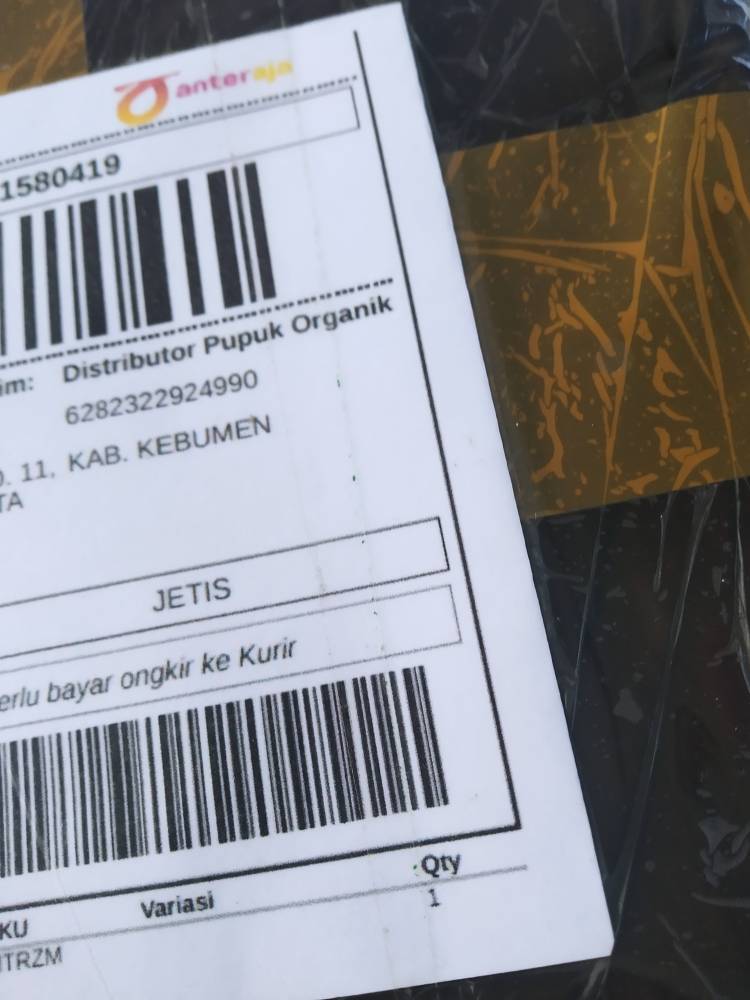 anteraja
1580419
im: Distributor Pupuk Organik
6282322924990
. 11, KAB. KEBUMEN
TA
JETIS
erlu bayar ongkir ke Kurir
KU Variasi Qty
ITRZM 1